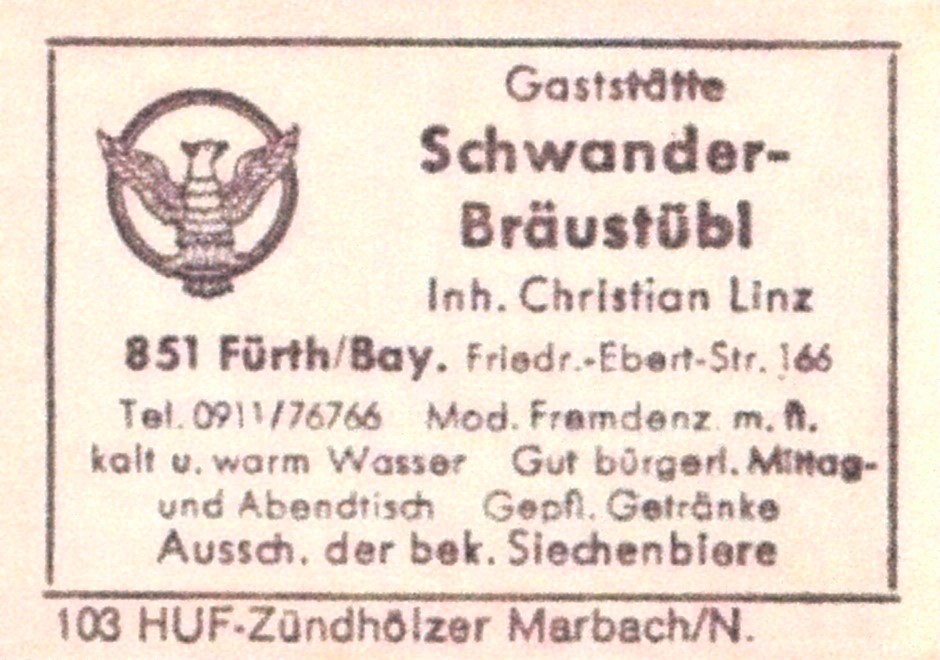 Gaststätte
Schwander-
Bräustübl
Inh. Christian Linz
851 Fürth/Bay. Friedr.-Ebert-Str. 166
Tel. 0911/76766 Mod. Fremdenz. m. fl.
kalt u. warm Wasser Gut bürgerl. Mittag-
und Abendtisch Gepfl. Getränke
Aussch. der bek. Siechenbiere
103 HUF-Zündhölzer Marbach/N.